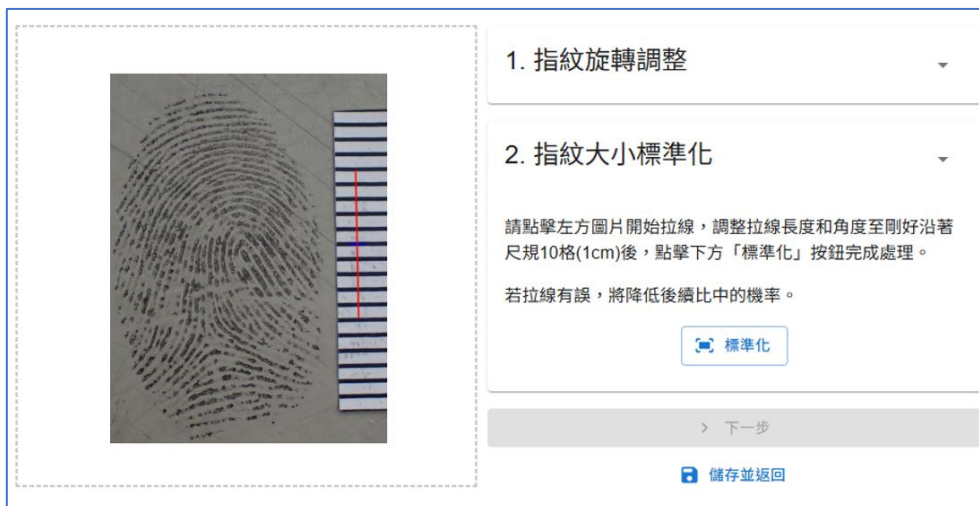 1. 指紋旋轉調整
2. 指紋大小標準化
請點擊左方圖片開始拉線，調整拉線長度和角度至剛好沿著
尺規10格(1cm)後，點擊下方「標準化」按鈕完成處理。
若拉線有誤，將降低後續比中的機率。
標準化
下一步
儲存並返回